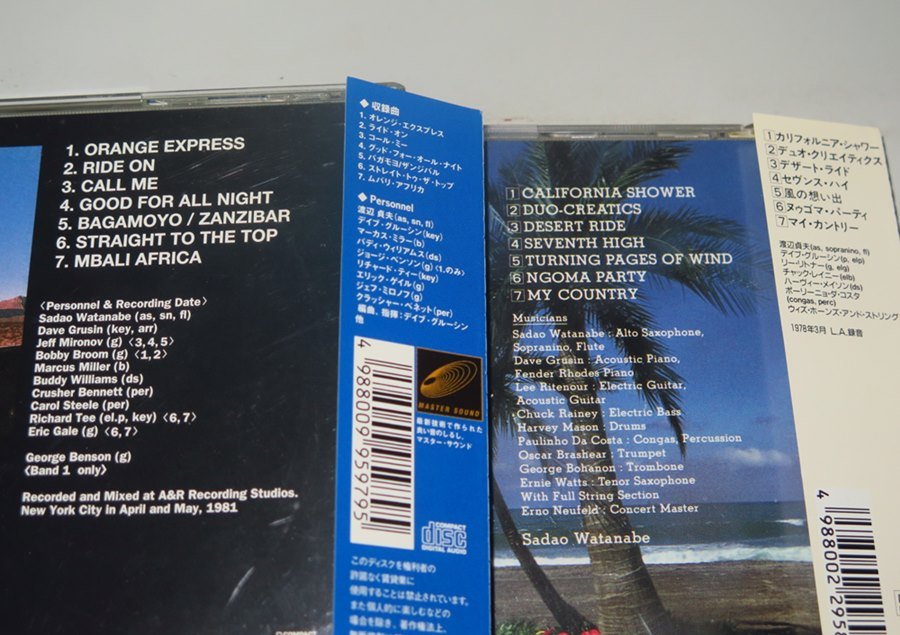 1. ORANGE EXPRESS
2. RIDE ON
3. CALL ME
4. GOOD FOR ALL NIGHT
5. BAGAMOYO / ZANZIBAR
6. STRAIGHT TO THE TOP
7. MBALI AFRICA
〈Personnel & Recording Date〉
Sadao Watanabe (as, sn, fl)
Dave Grusin (key, arr)
Jeff Mironov (g) 〈3, 4, 5〉
Bobby Broom (g) 〈1, 2〉
Marcus Miller (b)
Buddy Williams (ds)
Crusher Bennett (per)
Carol Steele (per)
Richard Tee (el.p, key) 〈6,7〉
Eric Gale (g) 〈6,7〉
George Benson (g)
〈Band 1 only〉
Recorded and Mixed at A&R Recording Studios.
New York City in April and May, 1981
◆収録曲
1. オレンジ・エクスプレス
2. ライド・オン
3. コール・ミー
4. グッド・フォー・オール・ナイト
5. バガモヨ/ザンジバル
6. ストレイト・トゥ・ザ・トップ
7. ムバリ・アフリカ
◆Personnel
渡辺 貞夫(as, sn, fl)
デイブ・グルーシン(key)
マーカス・ミラー(b)
バディ・ウィリアムス(ds)
ジョージ・ベンソン(g)〈1.のみ〉
リチャード・ティー(key)
エリック・ゲイル(g)
ジェフ・ミロノフ(g)
クラッシャー・ベネット(per)
他
編曲、指揮:デイブ・グルーシン
4 988009 959795
MASTER SOUND
最新技術で作られた
良い音のしるし、
マスター・サウンド
COMPACT
disc
DIGITAL AUDIO
このディスクを権利者の
許諾なく賃貸業に
使用することは禁止されています。
また個人的に楽しむなどの
場合を除き、著作権法上、
1 CALIFORNIA SHOWER
2 DUO-CREATICS
3 DESERT RIDE
4 SEVENTH HIGH
5 TURNING PAGES OF WIND
6 NGOMA PARTY
7 MY COUNTRY
Musicians
Sadao Watanabe : Alto Saxophone,
Sopranino, Flute
Dave Grusin : Acoustic Piano,
Fender Rhodes Piano
Lee Ritenour : Electric Guitar,
Acoustic Guitar
Chuck Rainey : Electric Bass
Harvey Mason : Drums
Paulinho Da Costa : Congas, Percussion
Oscar Brashear : Trumpet
George Bohanon : Trombone
Ernie Watts : Tenor Saxophone
With Full String Section
Erno Neufeld : Concert Master
Sadao Watanabe
1 カリフォルニア・シャワー
2 デュオ・クリエイティクス
3 デザート・ライド
4 セヴンス・ハイ
5 風の想い出
6 ヌゥゴマ・パーティ
7 マイ・カントリー
渡辺貞夫(as, sopranino, fl)
デイブ・グルーシン(p, elp)
リー・リトナー(g, elg)
チャック・レイニー(elb)
ハーヴィー・メイソン(ds)
ポーリーニョ・ダ・コスタ
(congas, perc)
ウィズ・ホーンズ・アンド・ストリング
1978年3月 L.A.録音
4 988002 295